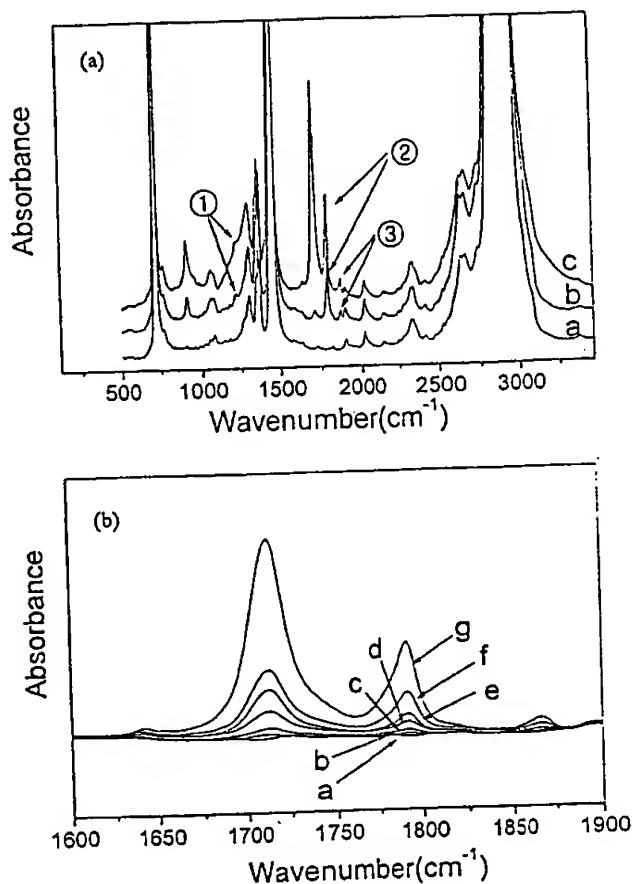 (a)
Absorbance
①
②
③
c
b
a
500 1000 1500 2000 2500 3000
Wavenumber(cm⁻¹)
(b)
Absorbance
d
g
c
f
e
b
a
1600 1650 1700 1750 1800 1850 1900
Wavenumber(cm⁻¹)